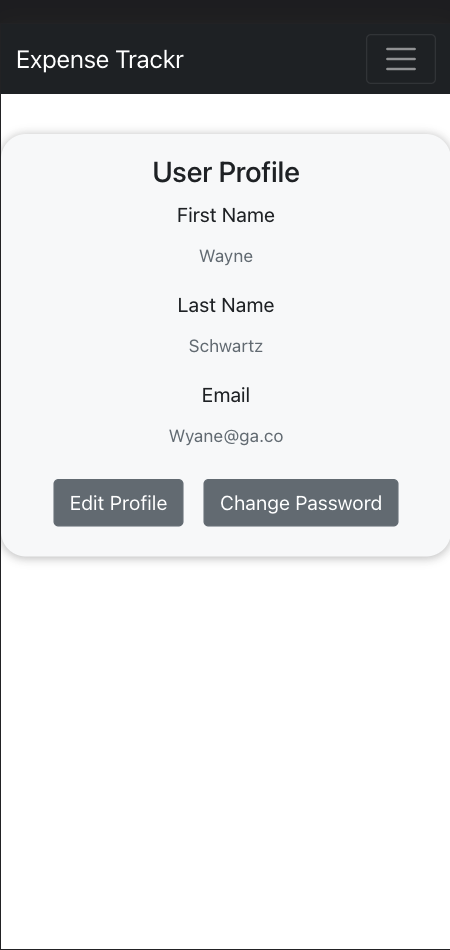 Expense Trackr
User Profile
First Name
Wayne
Last Name
Schwartz
Email
Wyane@ga.co
Edit Profile Change Password